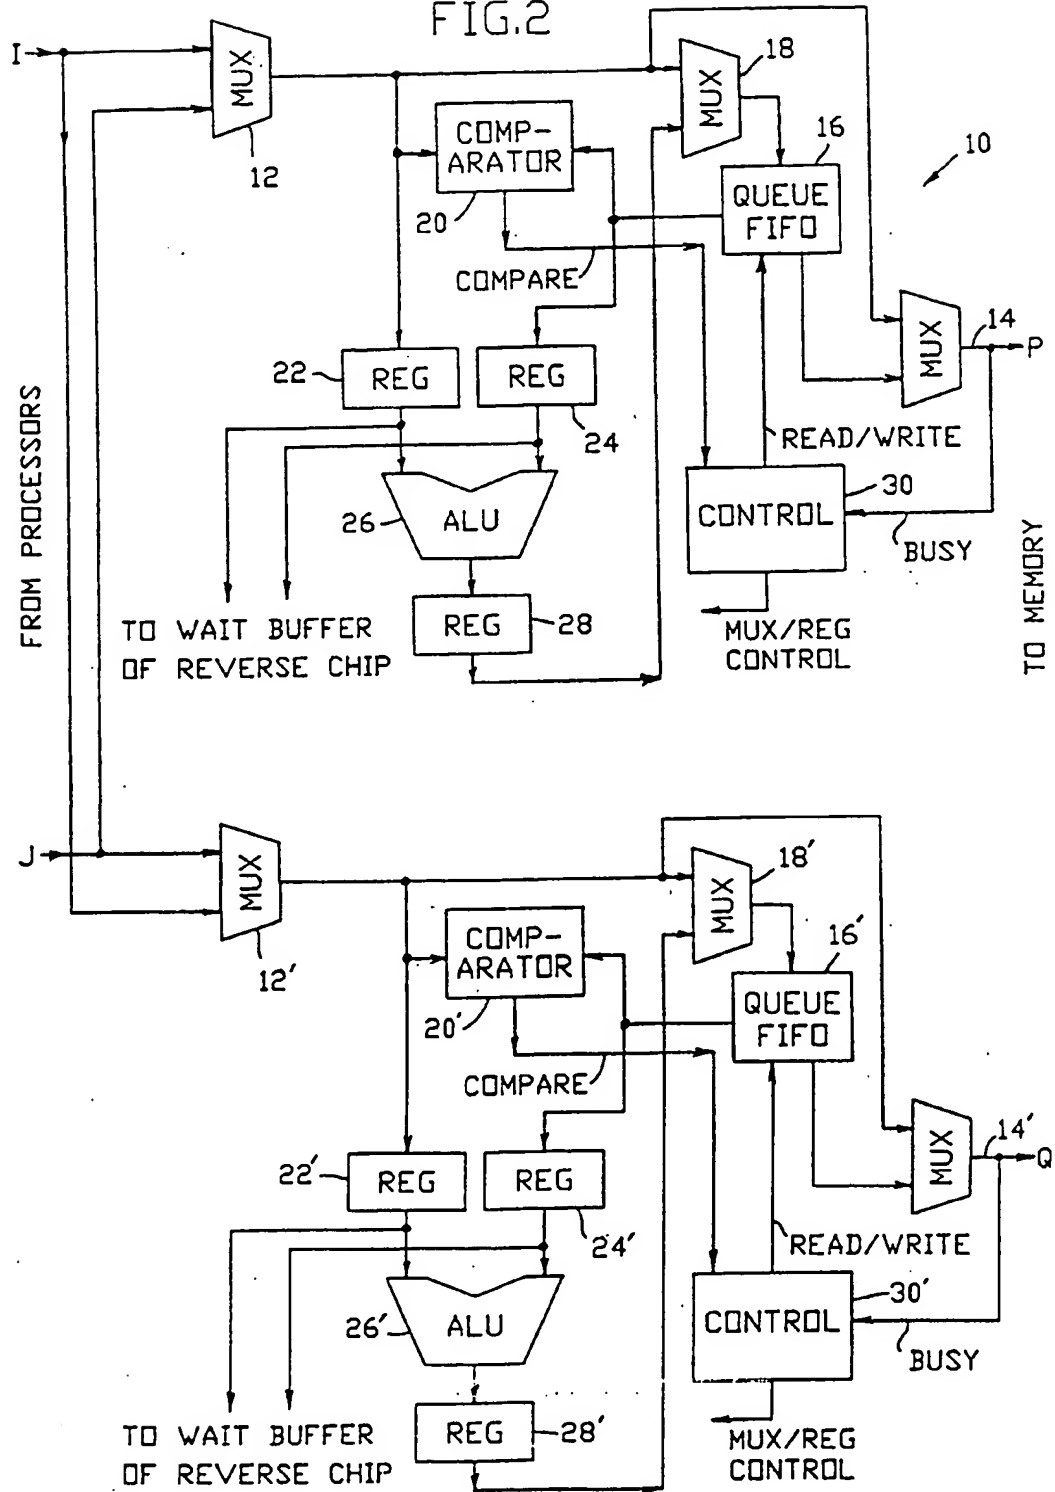 FIG.2
I
MUX
12
COMP-
ARATOR
20
MUX
18
16
QUEUE
FIFO
10
COMPARE
MUX
14
P
22
REG
REG
24
READ/WRITE
26
ALU
CONTROL
30
BUSY
FROM PROCESSORS
TO MEMORY
TO WAIT BUFFER
OF REVERSE CHIP
REG
28
MUX/REG
CONTROL
J
MUX
12'
COMP-
ARATOR
20'
MUX
18'
16'
QUEUE
FIFO
COMPARE
MUX
14'
Q
22'
REG
REG
24'
READ/WRITE
26'
ALU
CONTROL
30'
BUSY
TO WAIT BUFFER
OF REVERSE CHIP
REG
28'
MUX/REG
CONTROL